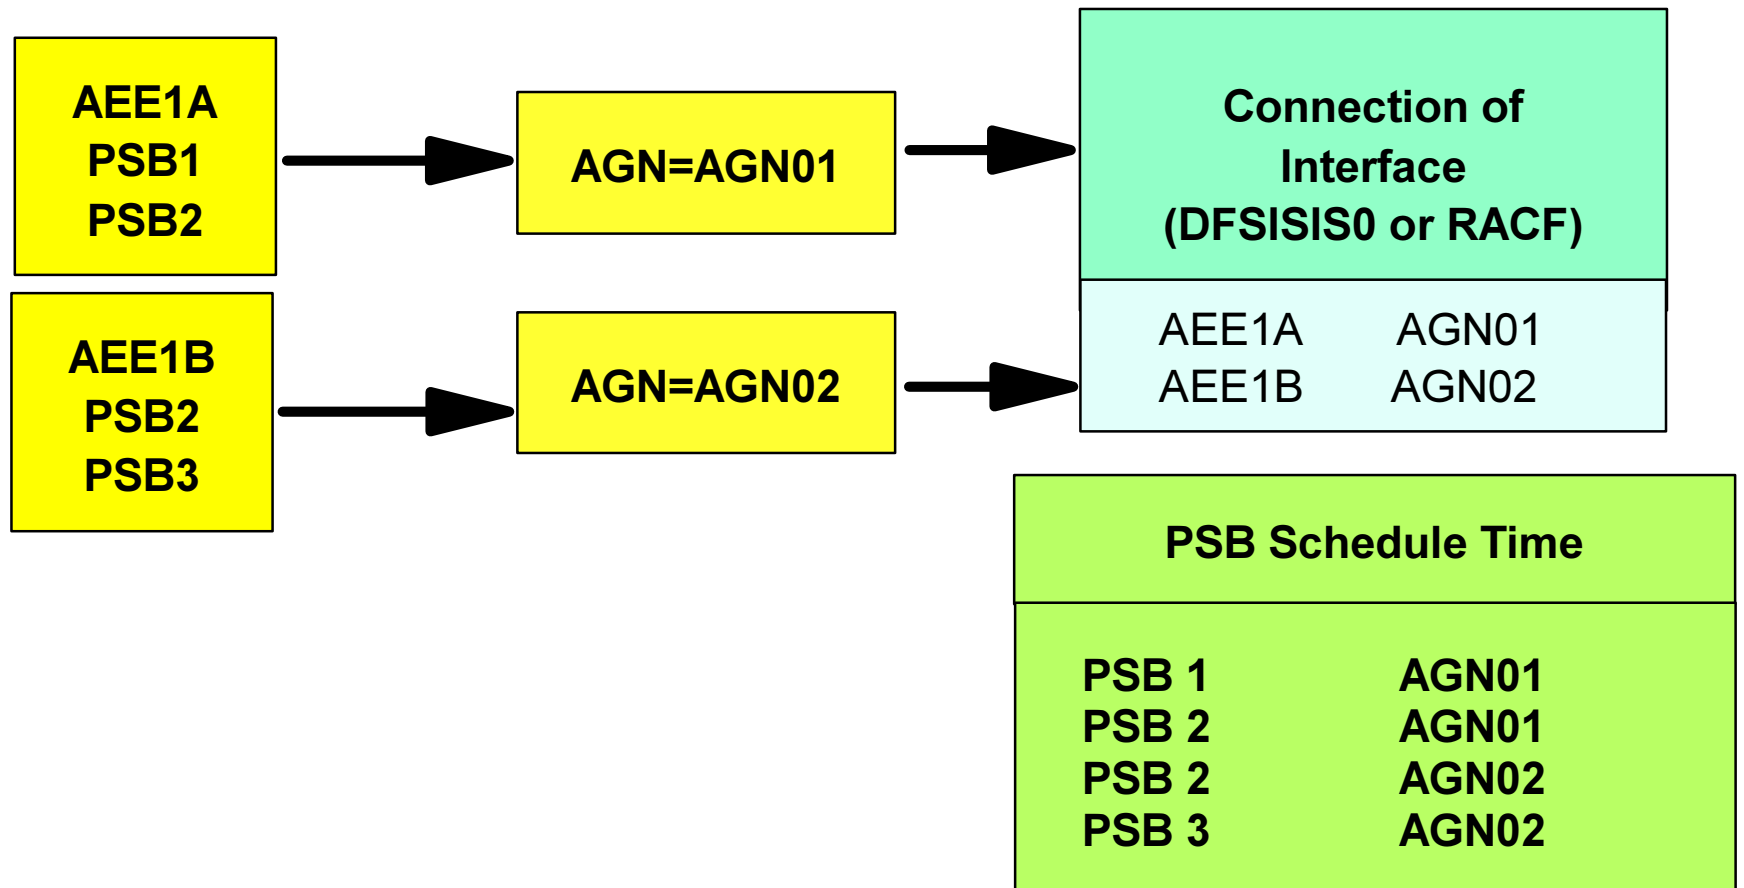 AEE1A
PSB1
PSB2
AGN=AGN01
Connection of
Interface
(DFSISIS0 or RACF)
AEE1B
PSB2
PSB3
AGN=AGN02
AEE1A AGN01
AEE1B AGN02
PSB Schedule Time
PSB 1 AGN01
PSB 2 AGN01
PSB 2 AGN02
PSB 3 AGN02